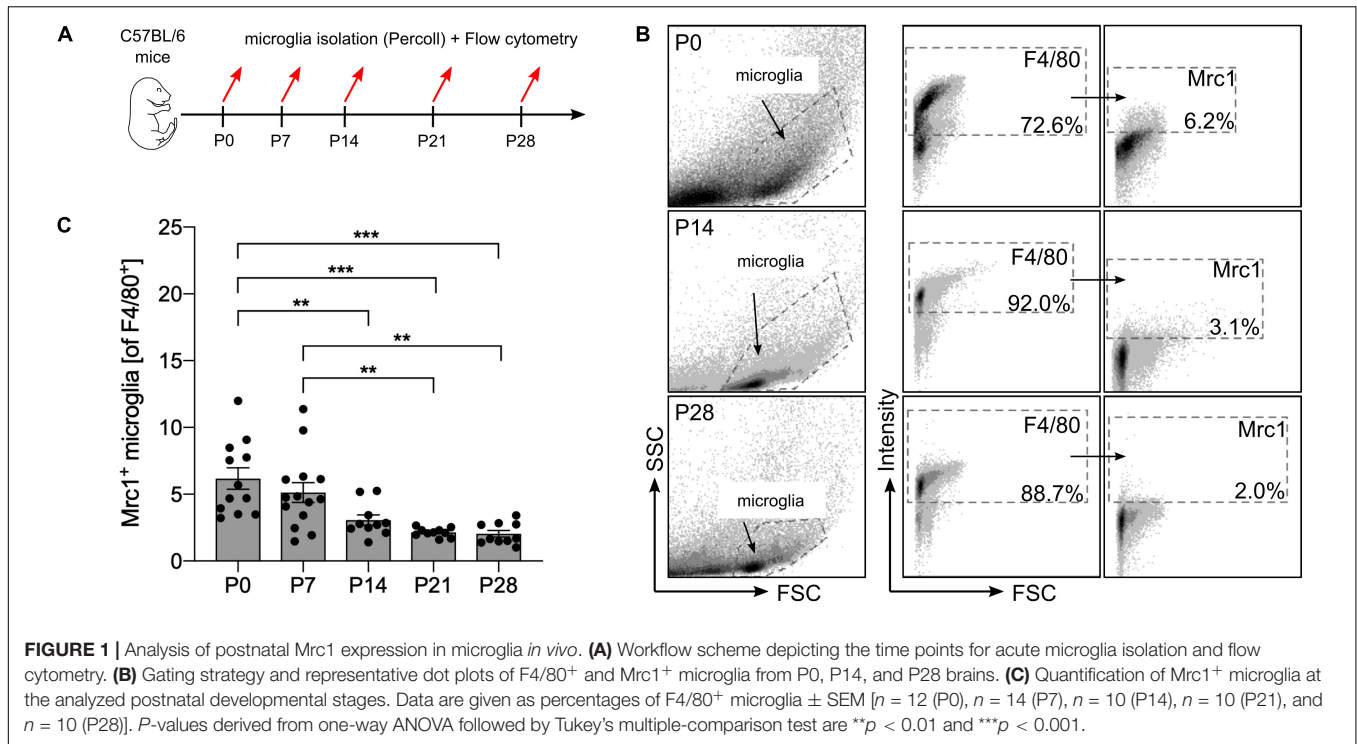 A
C57BL/6
mice
microglia isolation (Percoll) + Flow cytometry
P0 P7 P14 P21 P28
B
P0
microglia
F4/80
72.6%
Mrc1
6.2%
P14
microglia
F4/80
92.0%
Mrc1
3.1%
P28
microglia
F4/80
88.7%
Mrc1
2.0%
SSC
FSC
Intensity
FSC
C
Mrc1+ microglia [of F4/80+]
25
20
15
10
5
0
***
***
**
**
**
P0 P7 P14 P21 P28
FIGURE 1 | Analysis of postnatal Mrc1 expression in microglia in vivo. (A) Workflow scheme depicting the time points for acute microglia isolation and flow
cytometry. (B) Gating strategy and representative dot plots of F4/80+ and Mrc1+ microglia from P0, P14, and P28 brains. (C) Quantification of Mrc1+ microglia at
the analyzed postnatal developmental stages. Data are given as percentages of F4/80+ microglia ± SEM [n = 12 (P0), n = 14 (P7), n = 10 (P14), n = 10 (P21), and
n = 10 (P28)]. P-values derived from one-way ANOVA followed by Tukey's multiple-comparison test are **p < 0.01 and ***p < 0.001.